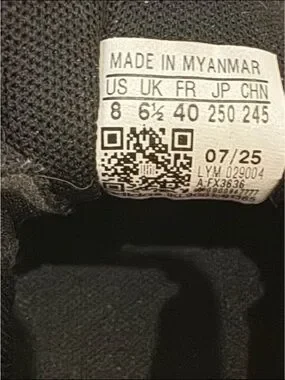 MADE IN MYANMAR
US UK FR JP CHN
8 6½ 40 250 245
07/25
LYM 029004
A-FX3636